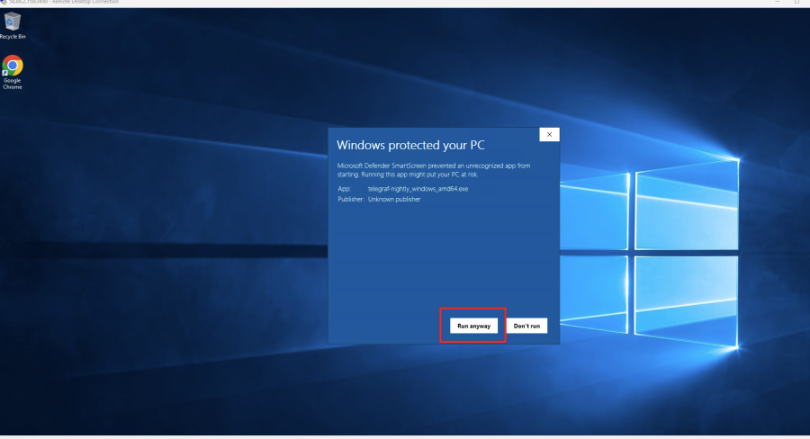 Remote Desktop Connection
Recycle Bin
Google
Chrome
Windows protected your PC
Microsoft Defender SmartScreen prevented an unrecognized app from
starting. Running this app might put your PC at risk.
App: telegraf-nightly_windows_amd64.exe
Publisher: Unknown publisher
Run anyway
Don't run